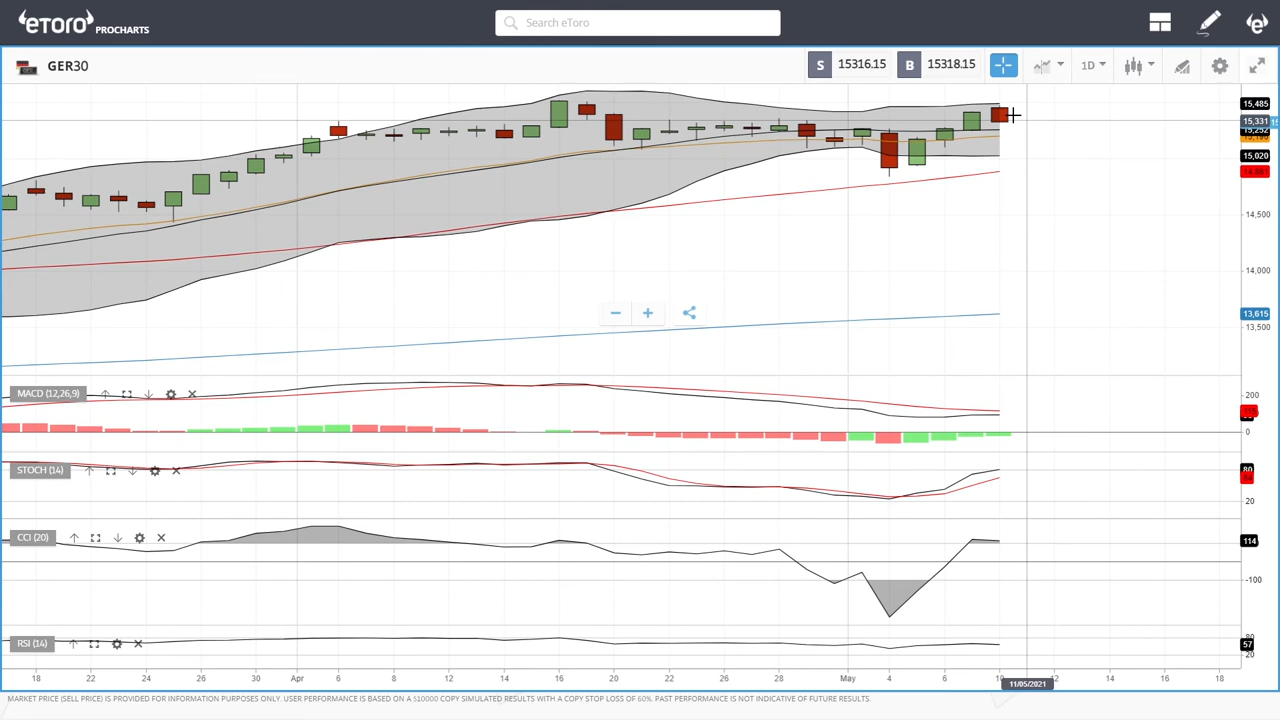 eToro PROCHARTS
Search eToro
GER30
S 15316.15 B 15318.15
1D
15,485
15,331
15,252
15,020
14,500
14,000
13,615
13,500
MACD (12,26,9)
200
0
STOCH (14)
80
20
CCI (20)
114
-100
RSI (14)
80
57
20
18 22 24 26 30 Apr 6 8 12 14 16 20 22 26 28 May 4 6 10 12 14 18
11/05/2021
MARKET PRICE (SELL PRICE) IS PROVIDED FOR INFORMATION PURPOSES ONLY. USER PERFORMANCE IS BASED ON A $10000 COPY SIMULATED RESULTS WITH A COPY STOP LOSS OF 60%. PAST PERFORMANCE IS NOT INDICATIVE OF FUTURE RESULTS.